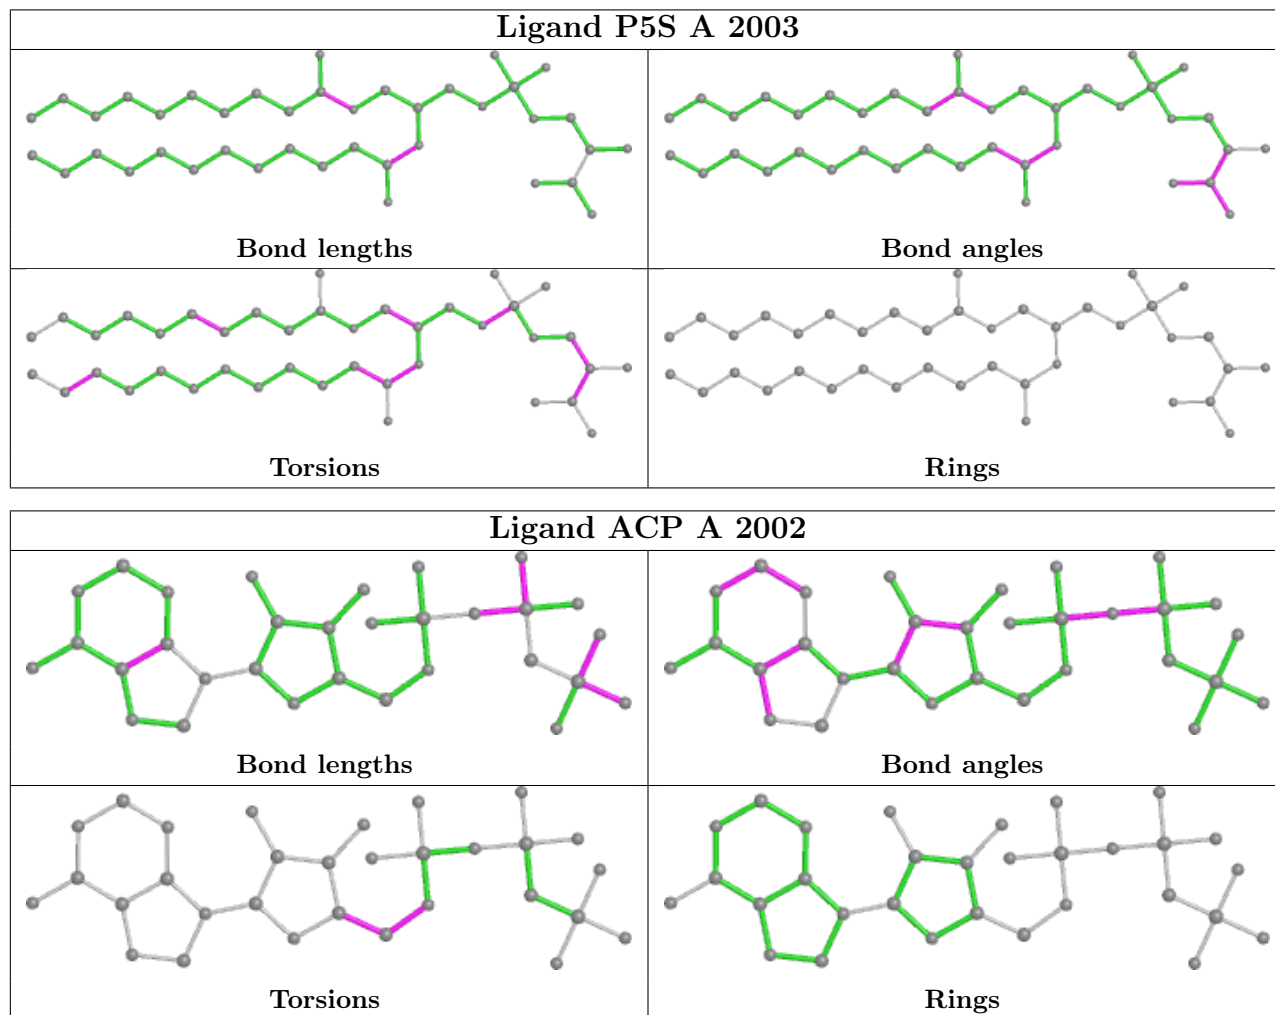 Ligand P5S A 2003
Bond lengths
Bond angles
Torsions
Rings
Ligand ACP A 2002
Bond lengths
Bond angles
Torsions
Rings